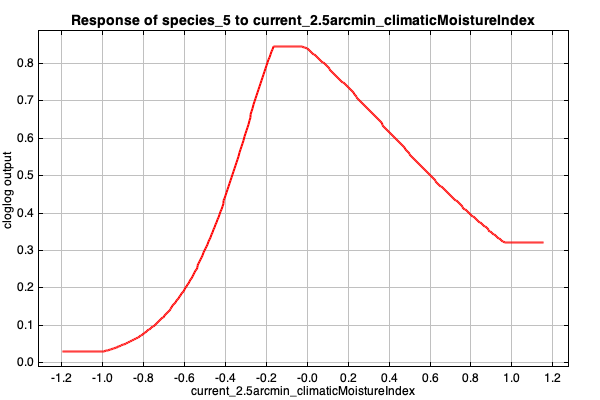 Response of species_5 to current_2.5arcmin_climaticMoistureIndex
cloglog output
0.8
0.7
0.6
0.5
0.4
0.3
0.2
0.1
0.0
-1.2 -1.0 -0.8 -0.6 -0.4 -0.2 -0.0 0.2 0.4 0.6 0.8 1.0 1.2
current_2.5arcmin_climaticMoistureIndex